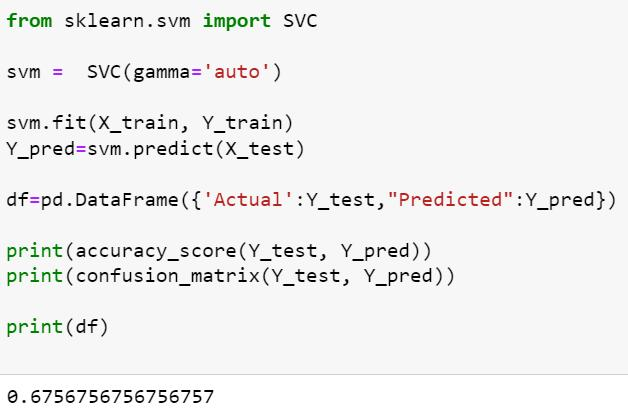 from sklearn.svm import SVC
svm =  SVC(gamma='auto')
svm.fit(X_train, Y_train)
Y_pred=svm.predict(X_test)
df=pd.DataFrame({'Actual':Y_test,"Predicted":Y_pred})
print(accuracy_score(Y_test, Y_pred))
print(confusion_matrix(Y_test, Y_pred))
print(df)
0.6756756756756757